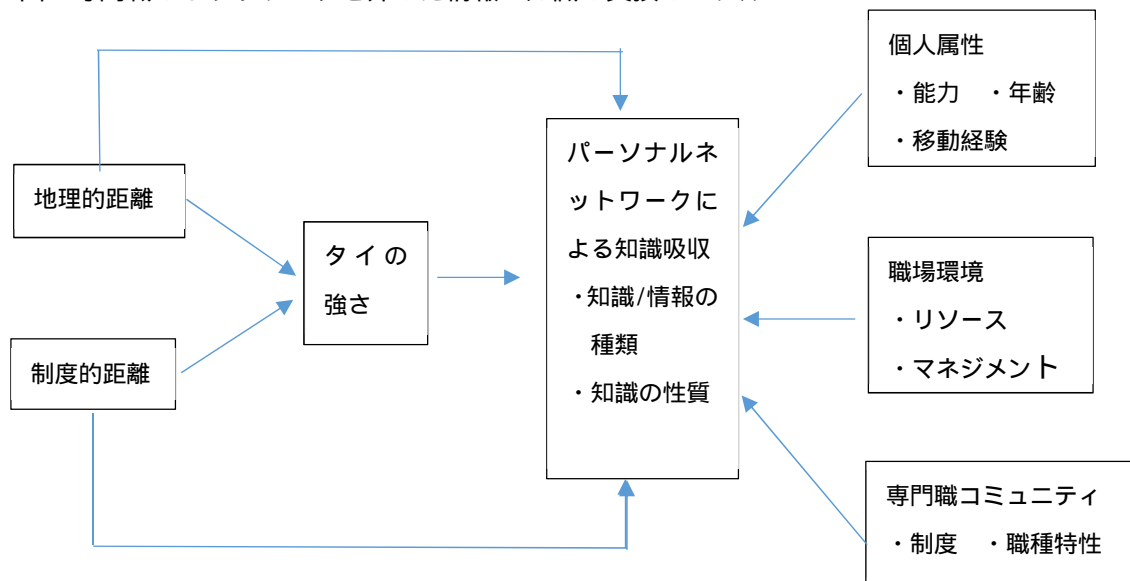 地理的距離
制度的距離
タイの
強さ
パーソナルネ
ットワークに
よる知識吸収
・知識/情報の
種類
・知識の性質
個人属性
・能力　・年齢
・移動経験
職場環境
・リソース
・マネジメント
専門職コミュニティ
・制度　・職種特性